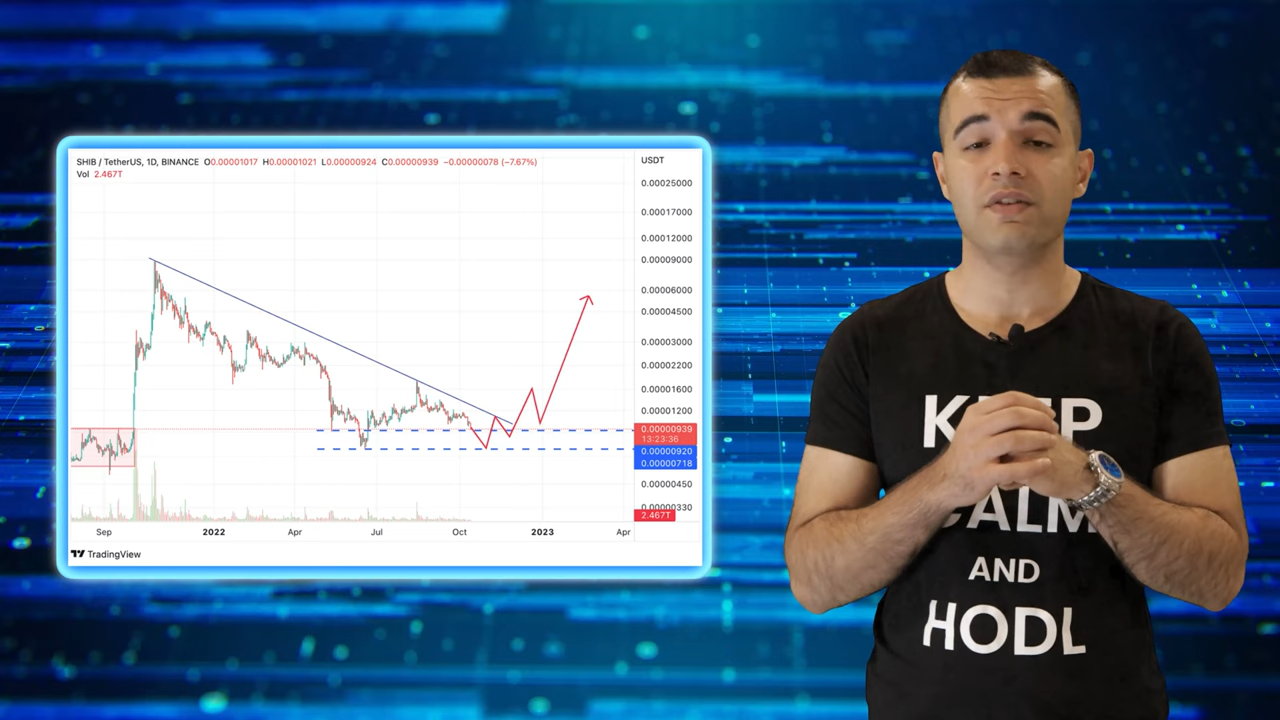 SHIB / TetherUS, 1D, BINANCE O0.00001017 H0.00001021 L0.00000924 C0.00000939 −0.00000078 (−7.67%)
Vol 2.467T
USDT
0.00025000
0.00017000
0.00012000
0.00009000
0.00006000
0.00004500
0.00003000
0.00002200
0.00001600
0.00001200
0.00000939
13:23:36
0.00000920
0.00000718
0.00000450
0.00000330
2.467T
Sep 2022 Apr Jul Oct 2023 Apr
TradingView
KEEP
CALM
AND
HODL